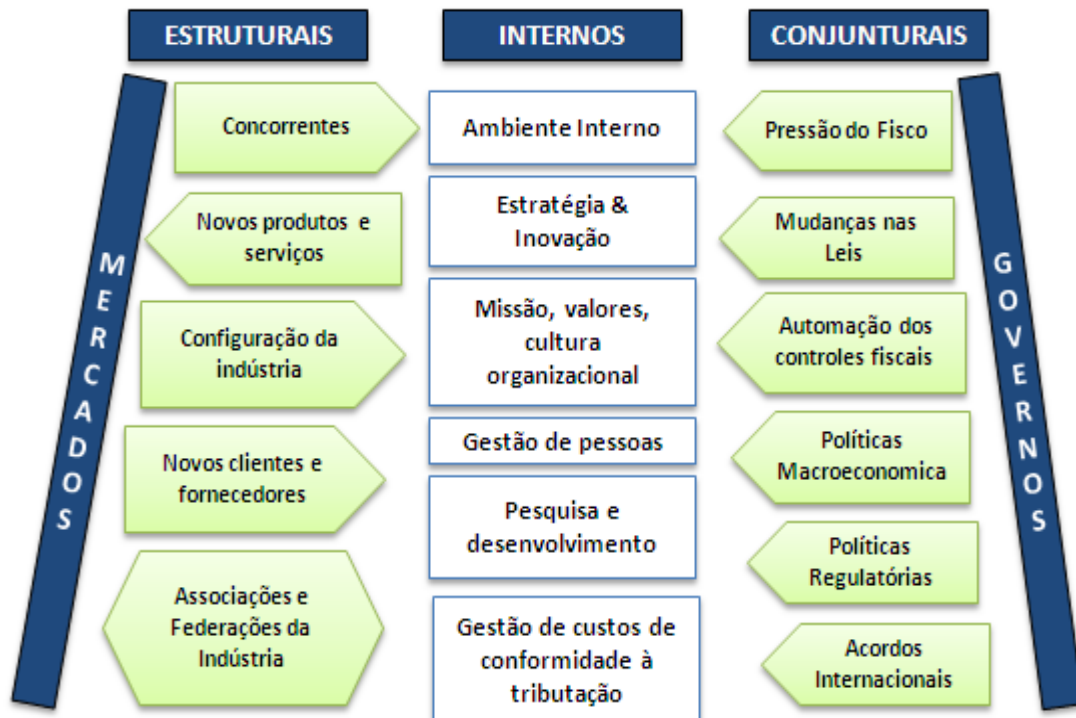 ESTRUTURAIS
INTERNOS
CONJUNTURAIS
MERCADOS
Concorrentes
Novos produtos e
serviços
Configuração da
indústria
Novos clientes e
fornecedores
Associações e
Federações da
Indústria
Ambiente Interno
Estratégia &
Inovação
Missão, valores,
cultura
organizacional
Gestão de pessoas
Pesquisa e
desenvolvimento
Gestão de custos de
conformidade à
tributação
Pressão do Fisco
Mudanças nas
Leis
Automação dos
controles fiscais
Políticas
Macroeconomica
Políticas
Regulatórias
Acordos
Internacionais
GOVERNOS